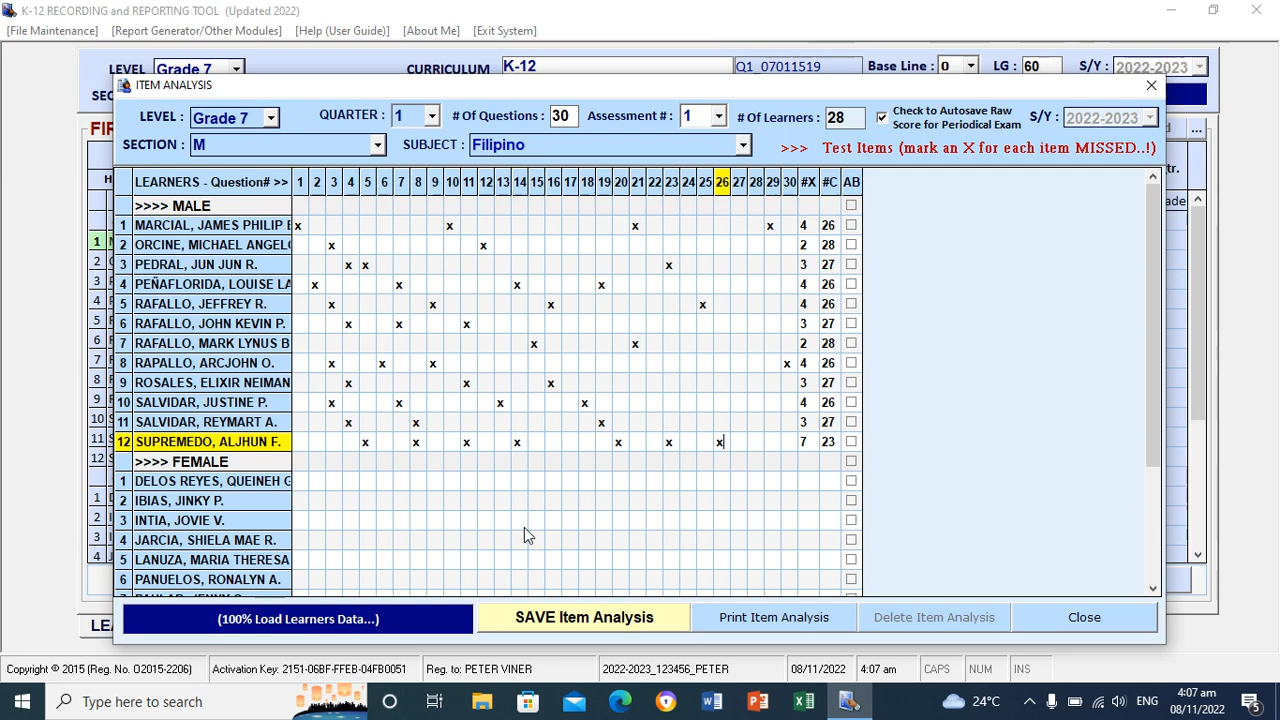 K-12 RECORDING and REPORTING TOOL (Updated 2022)
[File Maintenance] [Report Generator/Other Modules] [Help (User Guide)] [About Me] [Exit System]
LEVEL Grade 7 CURRICULUM K-12 Q1_07011519 Base Line : 0 LG : 60 S/Y : 2022-2023
ITEM ANALYSIS
LEVEL : Grade 7 QUARTER : 1 # Of Questions : 30 Assessment # : 1 # Of Learners : 28 Check to Autosave Raw Score for Periodical Exam S/Y : 2022-2023
SECTION : M SUBJECT : Filipino >>> Test Items (mark an X for each item MISSED..!)
LEARNERS - Question# >> 1 2 3 4 5 6 7 8 9 10 11 12 13 14 15 16 17 18 19 20 21 22 23 24 25 26 27 28 29 30 #X #C AB
>>>> MALE
1 MARCIAL, JAMES PHILIP x x x x 4 26
2 ORCINE, MICHAEL ANGEL x x 2 28
3 PEDRAL, JUN JUN R. x x x 3 27
4 PEÑAFLORIDA, LOUISE LA x x x x 4 26
5 RAFALLO, JEFFREY R. x x x x 4 26
6 RAFALLO, JOHN KEVIN P. x x x 3 27
7 RAFALLO, MARK LYNUS B x x 2 28
8 RAPALLO, ARCJOHN O. x x x x 4 26
9 ROSALES, ELIXIR NEIMAN x x x 3 27
10 SALVIDAR, JUSTINE P. x x x x 4 26
11 SALVIDAR, REYMART A. x x x 3 27
12 SUPREMEDO, ALJHUN F. x x x x x x x 7 23
>>>> FEMALE
1 DELOS REYES, QUEINEH G
2 IBIAS, JINKY P.
3 INTIA, JOVIE V.
4 JARCIA, SHIELA MAE R.
5 LANUZA, MARIA THERESA
6 PANUELOS, RONALYN A.
(100% Load Learners Data...) SAVE Item Analysis Print Item Analysis Delete Item Analysis Close
Copyright © 2015 (Reg. No. O2015-2206) Activation Key: 2151-06BF-FFEB-04FB0051 Reg. to: PETER VINER 2022-2023_123456_PETER 08/11/2022 4:07 am CAPS NUM INS
Type here to search 24°C ENG 4:07 am
08/11/2022 5